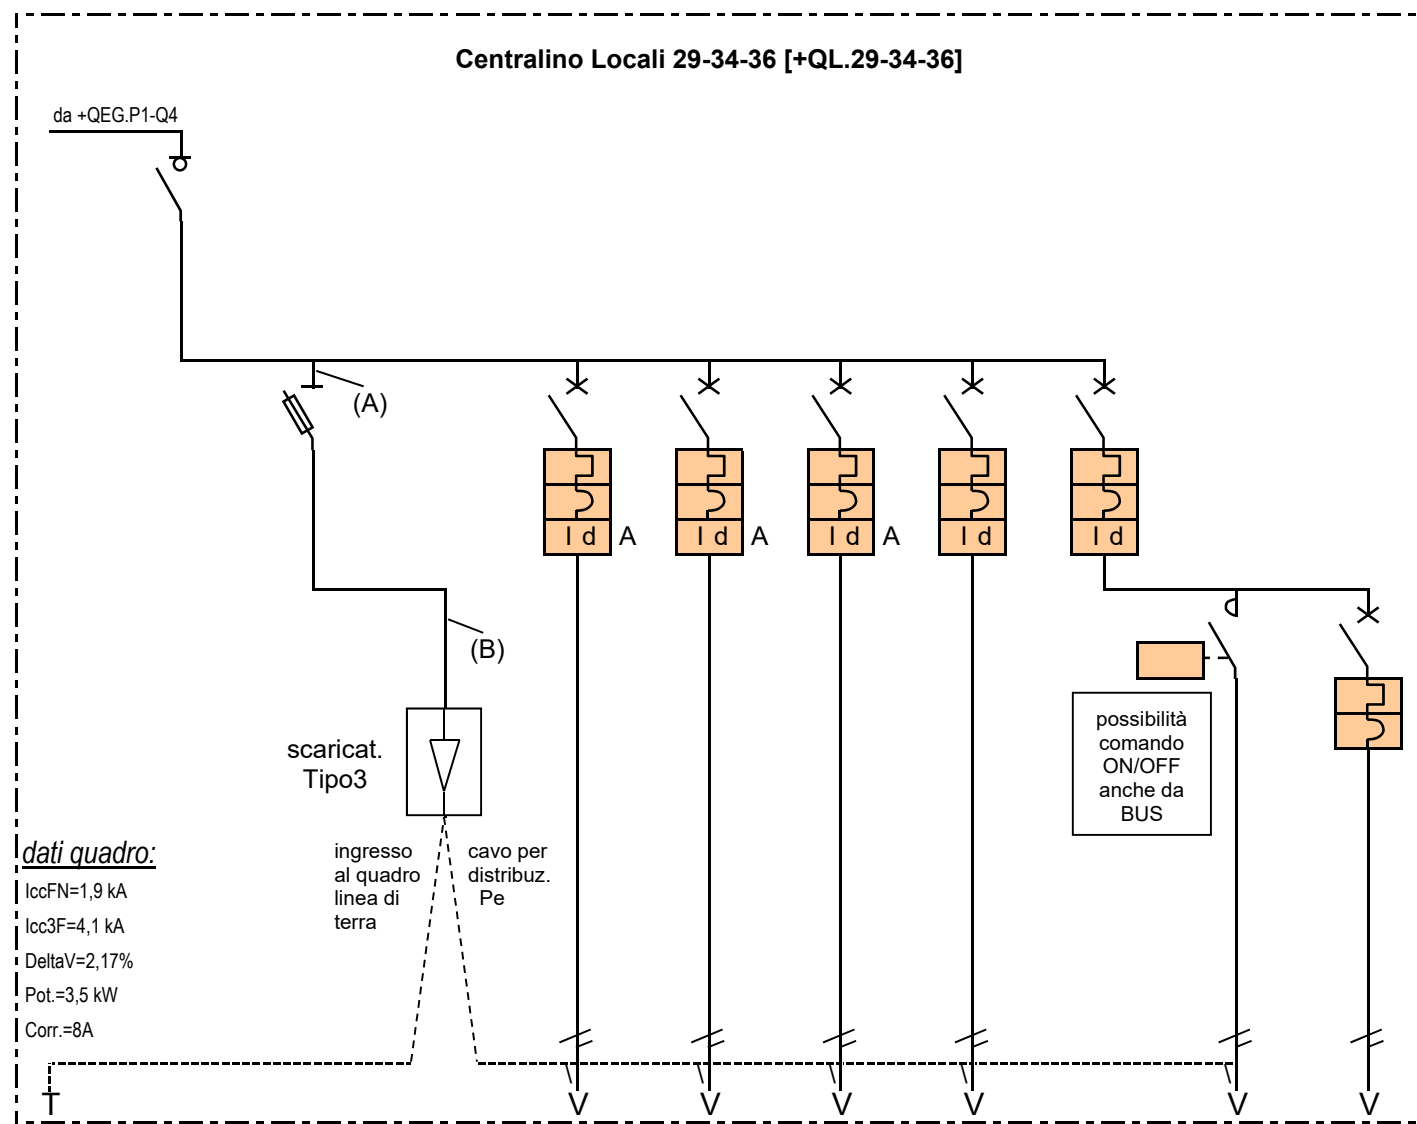 Centralino Locali 29-34-36 [+QL.29-34-36]
da +QEG.P1-Q4
(A)
I d A
I d A
I d A
I d
I d
(B)
scaricat.
Tipo3
possibilità
comando
ON/OFF
anche da
BUS
dati quadro:
IccFN=1,9 kA
Icc3F=4,1 kA
DeltaV=2,17%
Pot.=3,5 kW
Corr.=8A
ingresso
al quadro
linea di
terra
cavo per
distribuz.
Pe
T
V
V
V
V
V
V